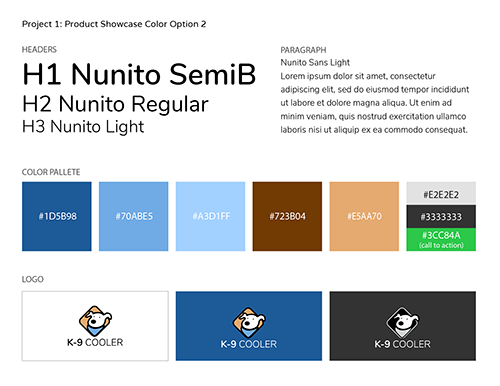 Project 1: Product Showcase Color Option 2
HEADERS
H1 Nunito SemiB
H2 Nunito Regular
H3 Nunito Light
PARAGRAPH
Nunito Sans Light
Lorem ipsum dolor sit amet, consectetur
adipiscing elit, sed do eiusmod tempor incididunt
ut labore et dolore magna aliqua. Ut enim ad
minim veniam, quis nostrud exercitation ullamco
laboris nisi ut aliquip ex ea commodo consequat.
COLOR PALLETE
#1D5B98
#70ABE5
#A3D1FF
#723B04
#E5AA70
#E2E2E2
#3333333
#3CC84A
(call to action)
LOGO
K-9 COOLER
K-9 COOLER
K-9 COOLER